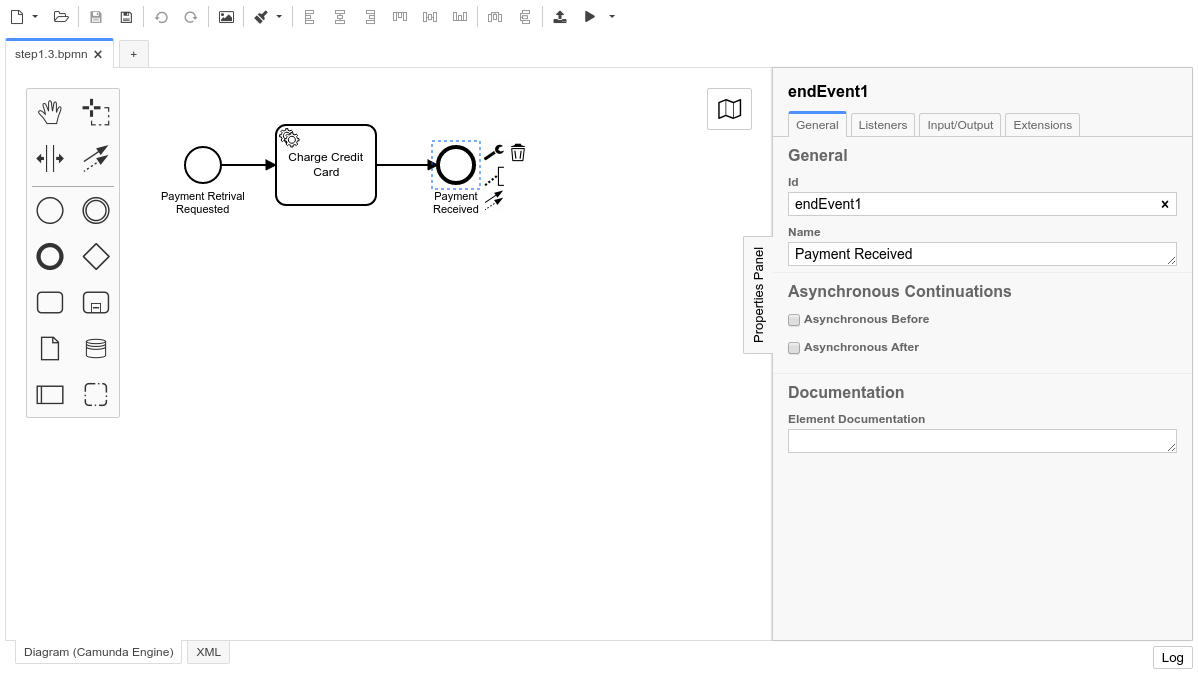 step1.3.bpmn ×
+
Charge Credit
Card
Payment Retrival
Requested
Payment
Received
Properties Panel
endEvent1
General
Listeners
Input/Output
Extensions
General
Id
endEvent1
Name
Payment Received
Asynchronous Continuations
Asynchronous Before
Asynchronous After
Documentation
Element Documentation
Diagram (Camunda Engine)
XML
Log